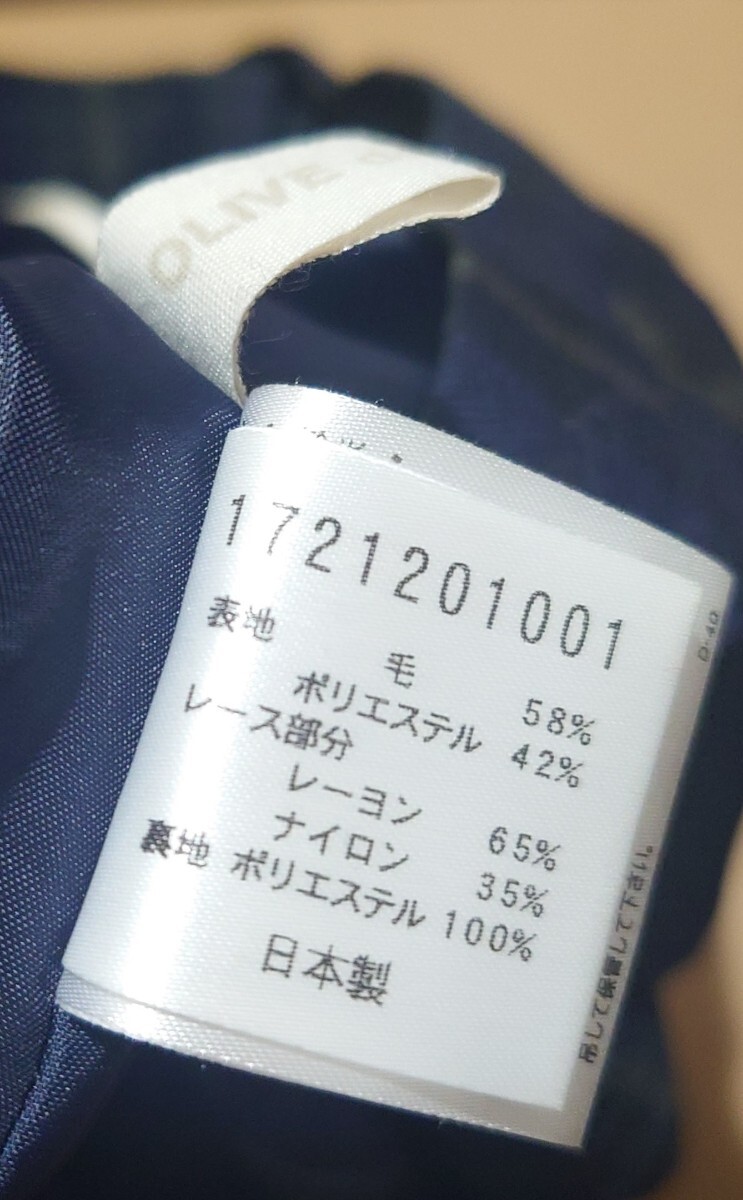 OLIVE
1721201001
表地
毛 58%
ポリエステル 42%
レース部分
レーヨン 65%
ナイロン 35%
裏地 ポリエステル 100%
日本製
D-40